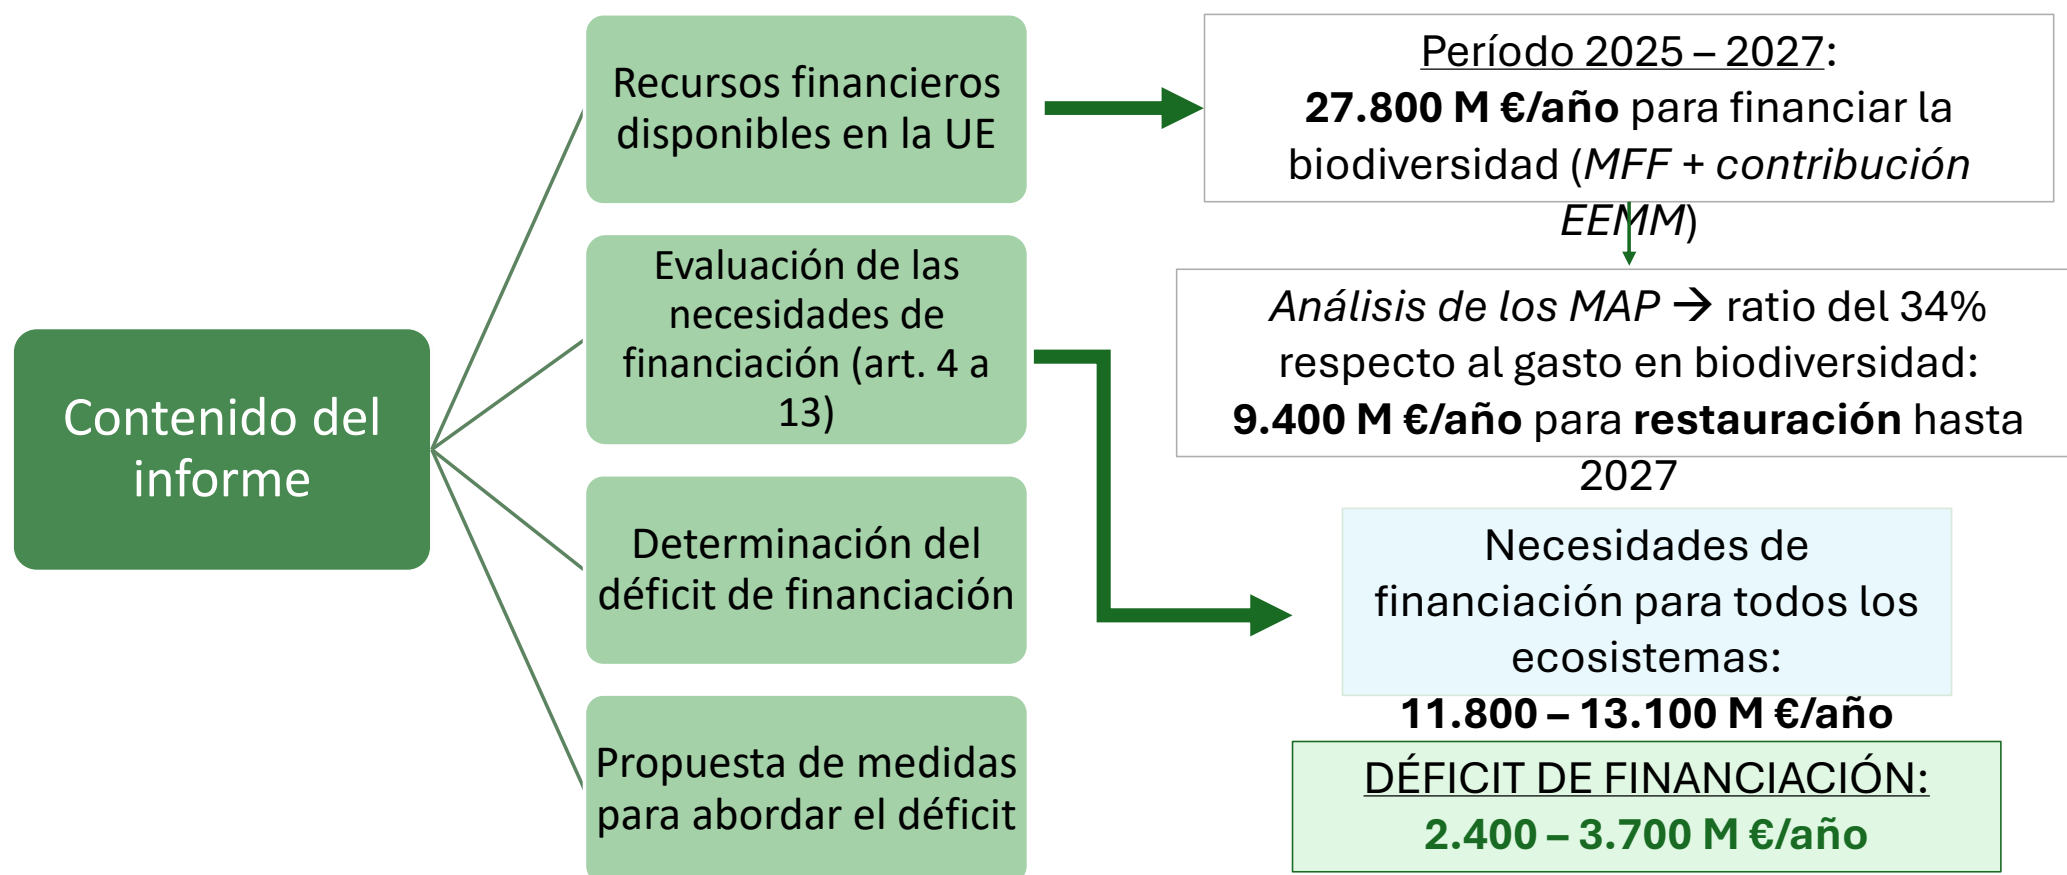 Contenido del
informe
Recursos financieros
disponibles en la UE
Evaluación de las
necesidades de
financiación (art. 4 a
13)
Determinación del
déficit de financiación
Propuesta de medidas
para abordar el déficit
Período 2025 – 2027:
27.800 M €/año para financiar la
biodiversidad (MFF + contribución
EEMM)
Análisis de los MAP → ratio del 34%
respecto al gasto en biodiversidad:
9.400 M €/año para restauración hasta
2027
Necesidades de
financiación para todos los
ecosistemas:
11.800 – 13.100 M €/año
DÉFICIT DE FINANCIACIÓN:
2.400 – 3.700 M €/año